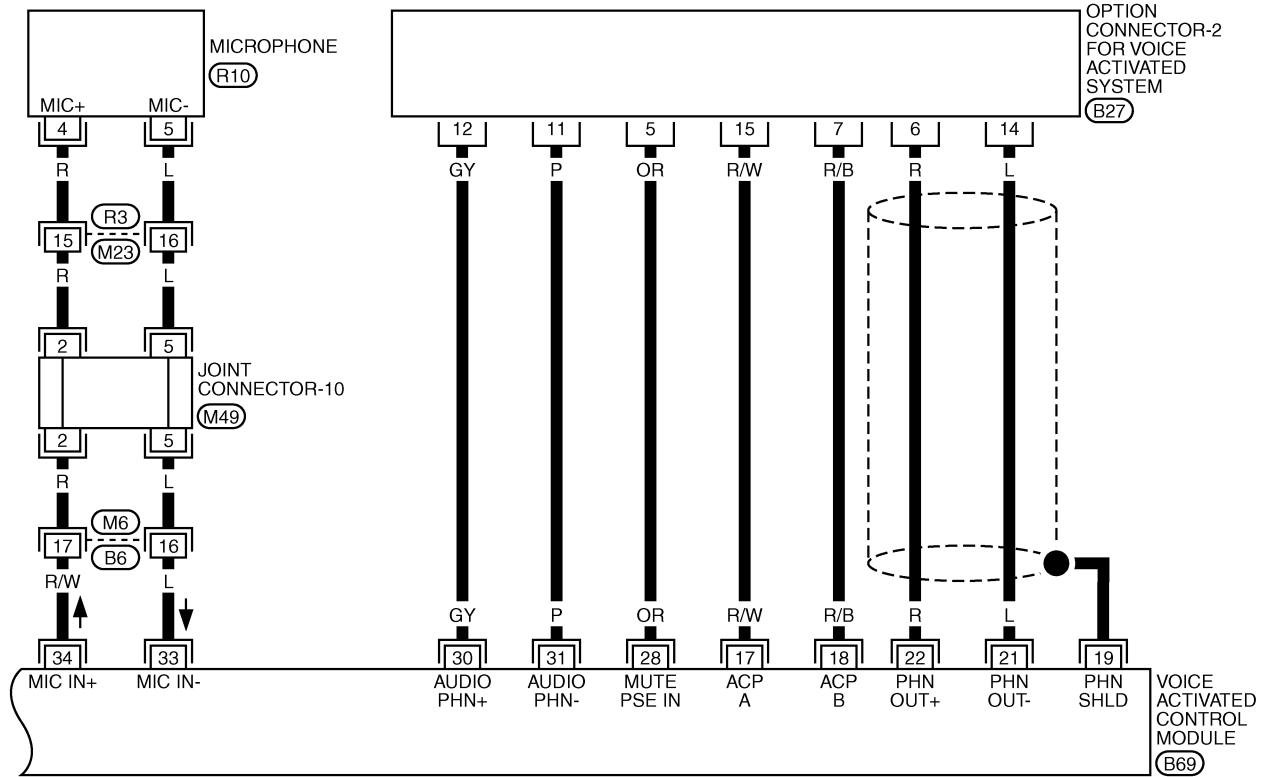 MICROPHONE
R10
MIC+ MIC-
4 5
R L
R3
15 16
M23
R L
2 5
JOINT
CONNECTOR-10
M49
2 5
R L
M6
17 16
B6
R/W L
34 33
MIC IN+ MIC IN-
OPTION
CONNECTOR-2
FOR VOICE
ACTIVATED
SYSTEM
B27
12 11 5 15 7 6 14
GY P OR R/W R/B R L
GY P OR R/W R/B R L
30 31 28 17 18 22 21 19
AUDIO AUDIO MUTE ACP ACP PHN PHN PHN
PHN+ PHN- PSE IN A B OUT+ OUT- SHLD
VOICE
ACTIVATED
CONTROL
MODULE
B69